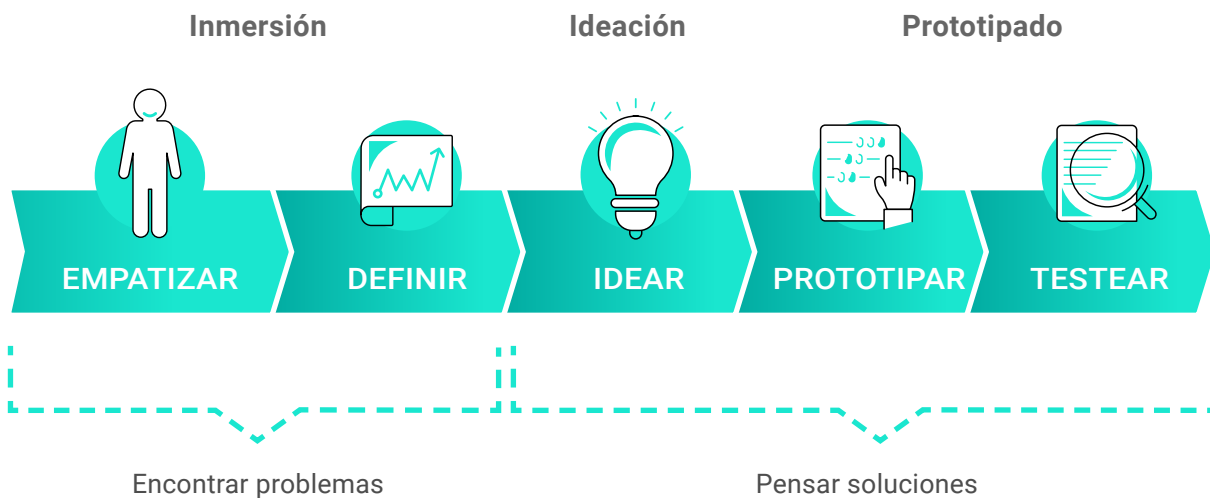 Inmersión
Ideación
Prototipado
EMPATIZAR
DEFINIR
IDEAR
PROTOTIPAR
TESTEAR
Encontrar problemas
Pensar soluciones